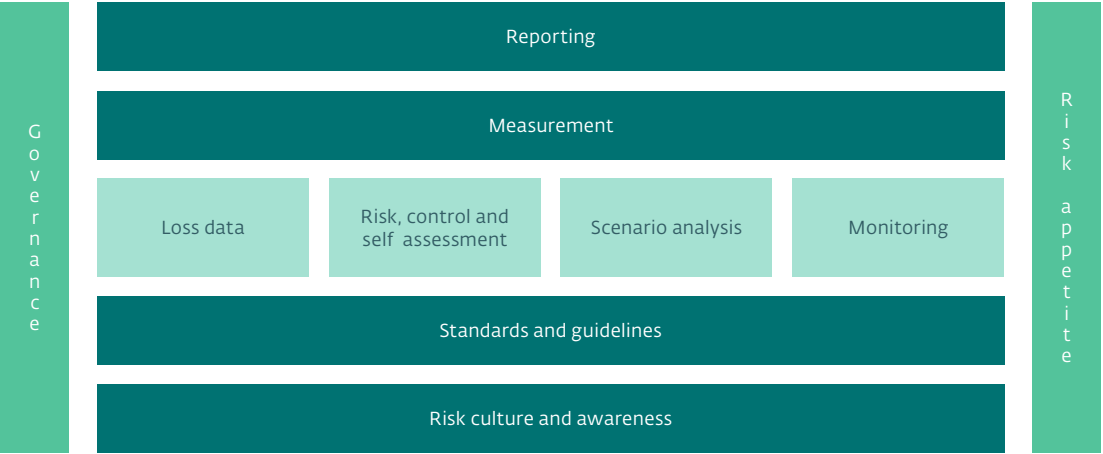 Governance
Reporting
Measurement
Loss data
Risk, control and
self assessment
Scenario analysis
Monitoring
Standards and guidelines
Risk culture and awareness
Risk appetite